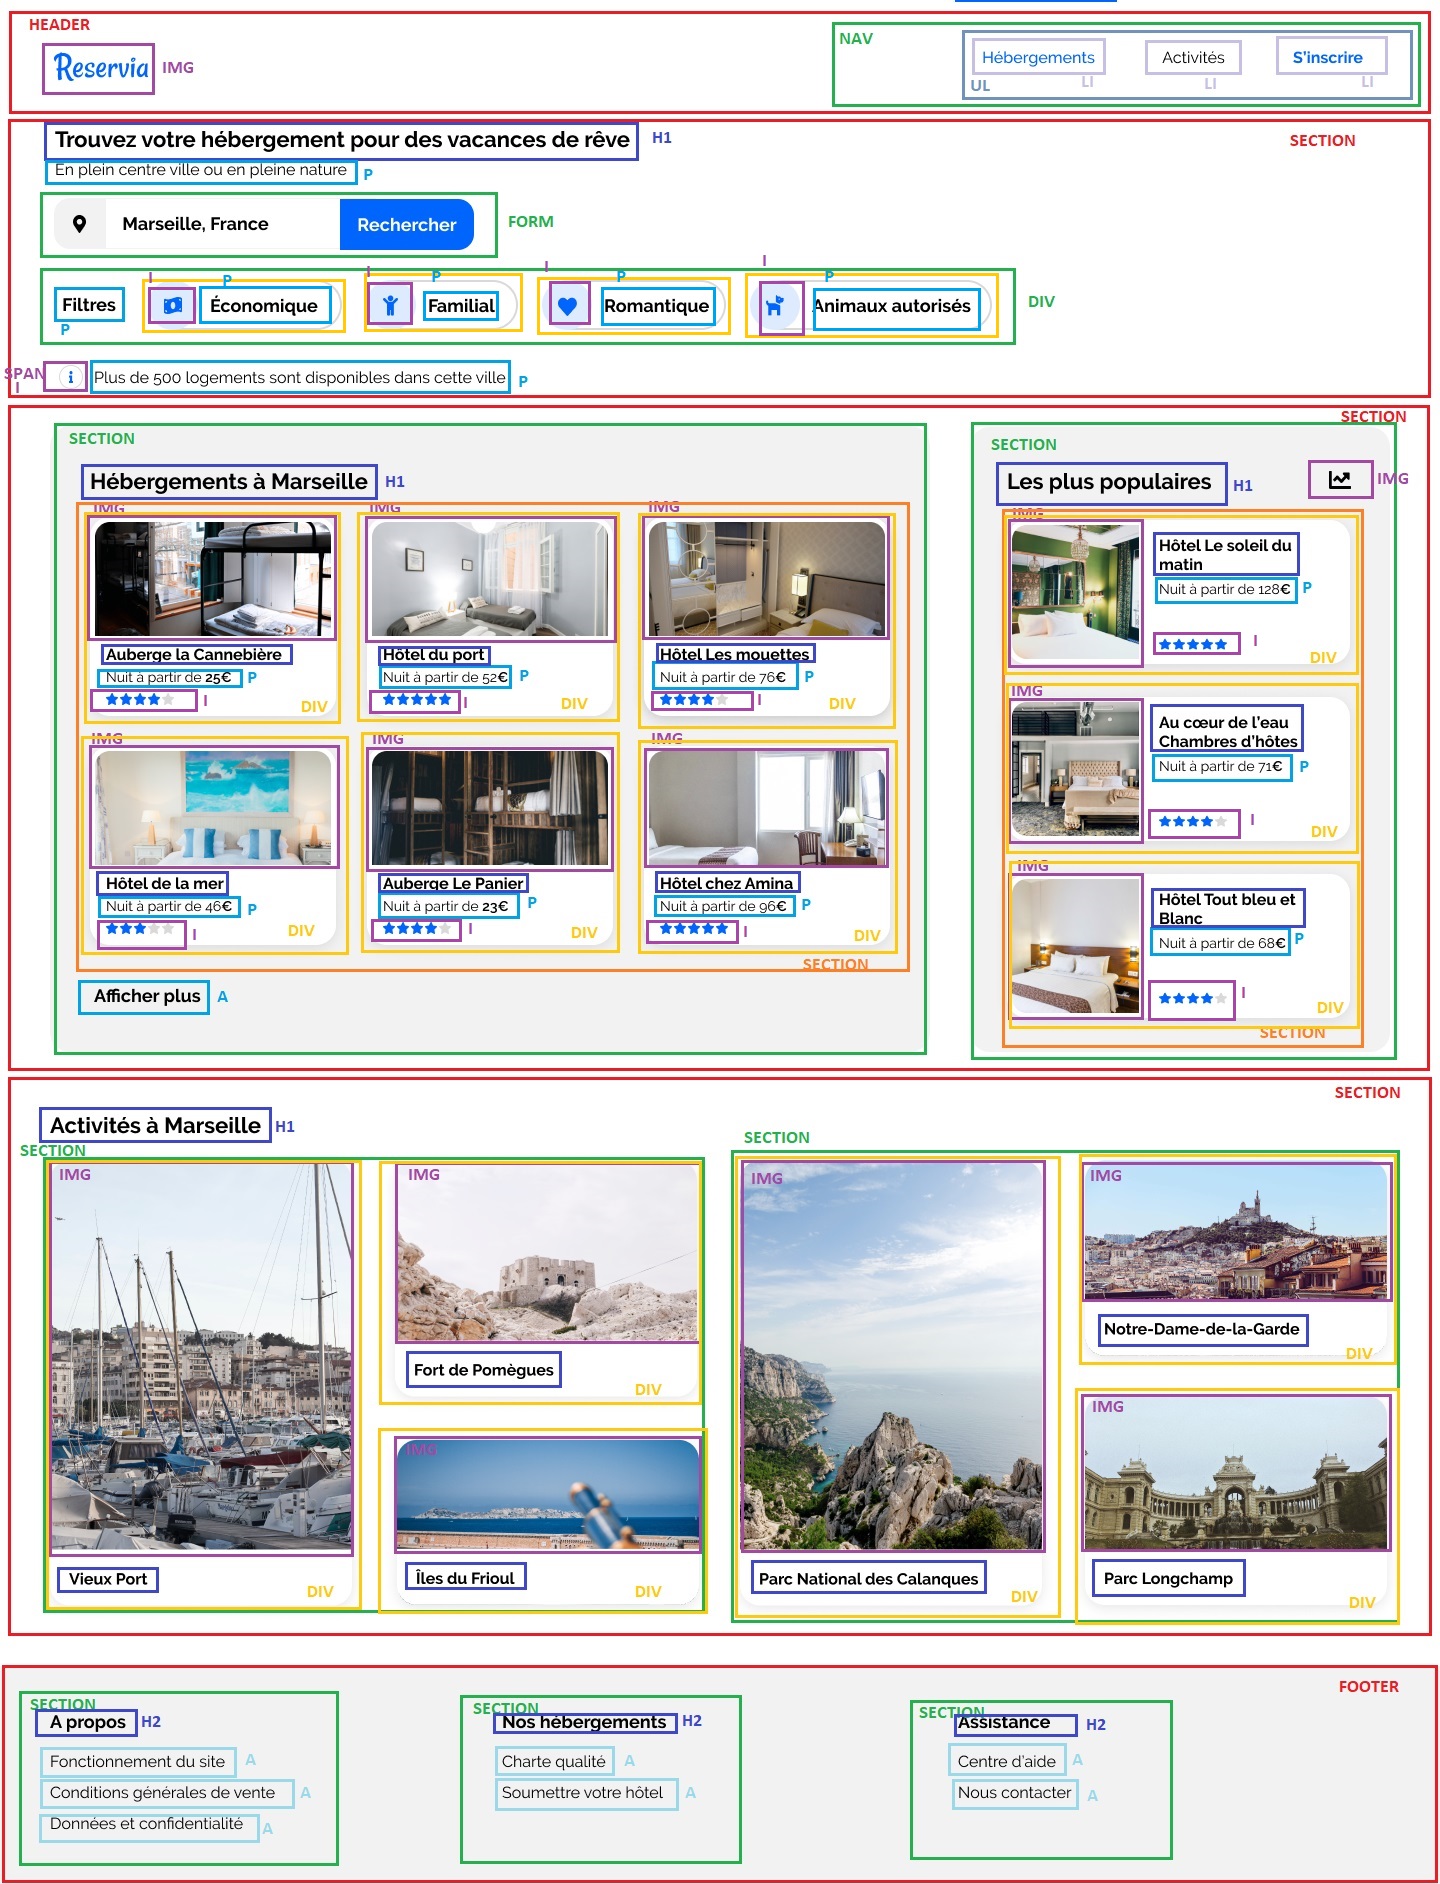 HEADER
Reservia IMG
NAV
Hébergements Activités S'inscrire
UL LI LI LI
Trouvez votre hébergement pour des vacances de rêve H1
SECTION
En plein centre ville ou en pleine nature P
Marseille, France Rechercher FORM
I P I P I P I P
Filtres Économique Familial Romantique Animaux autorisés DIV
P
SPAN
I
Plus de 500 logements sont disponibles dans cette ville P
SECTION
SECTION
Hébergements à Marseille H1
IMG IMG IMG
Auberge la Cannebière Hôtel du port Hôtel Les mouettes
Nuit à partir de 25€ P Nuit à partir de 52€ P Nuit à partir de 76€ P
I DIV I DIV I DIV
IMG IMG IMG
Hôtel de la mer Auberge Le Panier Hôtel chez Amina
Nuit à partir de 46€ P Nuit à partir de 23€ P Nuit à partir de 96€ P
I DIV I DIV I DIV
SECTION
Afficher plus A
SECTION
Les plus populaires H1 IMG
IMG
Hôtel Le soleil du
matin
Nuit à partir de 128€ P
I
DIV
IMG
Au cœur de l'eau
Chambres d'hôtes
Nuit à partir de 71€ P
I
DIV
IMG
Hôtel Tout bleu et
Blanc
Nuit à partir de 68€ P
I
DIV
SECTION
SECTION
Activités à Marseille H1
SECTION
IMG IMG
Fort de Pomègues
DIV
IMG
Vieux Port Îles du Frioul
DIV DIV
SECTION
IMG IMG
Notre-Dame-de-la-Garde
DIV
IMG
Parc National des Calanques Parc Longchamp
DIV DIV
FOOTER
SECTION
A propos H2
Fonctionnement du site A
Conditions générales de vente A
Données et confidentialité A
SECTION
Nos hébergements H2
Charte qualité A
Soumettre votre hôtel A
SECTION
Assistance H2
Centre d'aide A
Nous contacter A